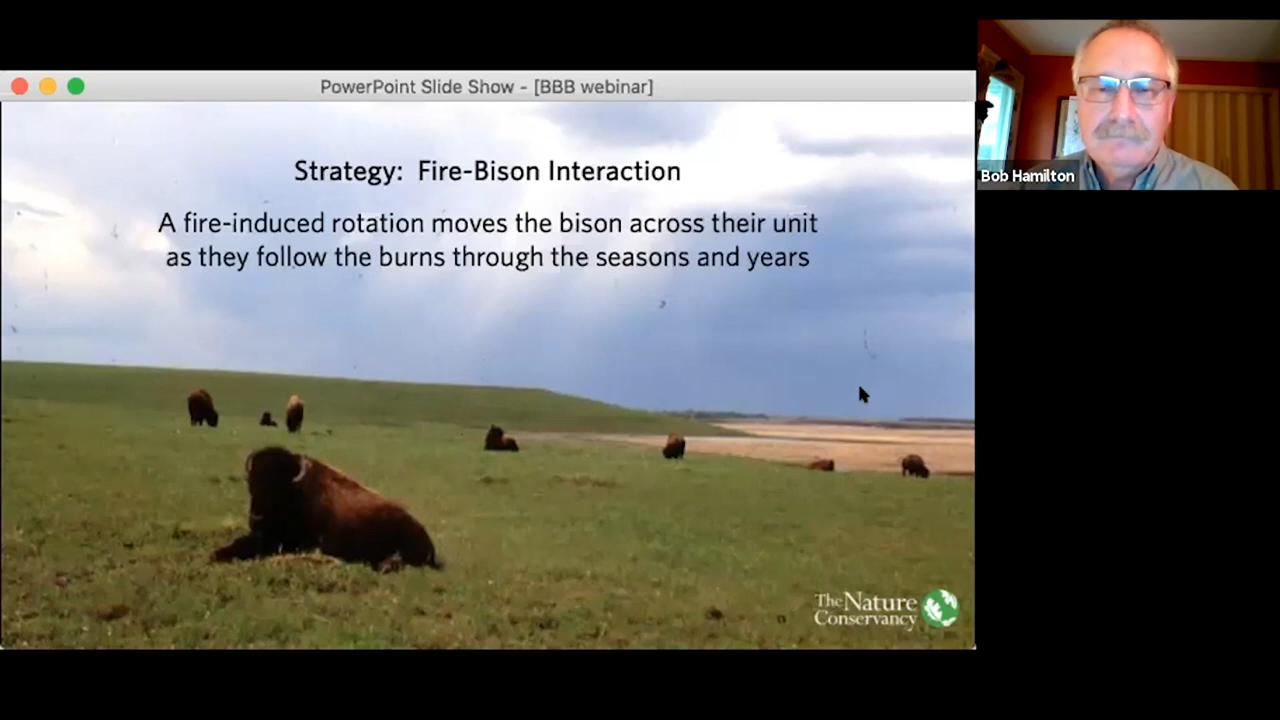 PowerPoint Slide Show - [BBB webinar]
Strategy: Fire-Bison Interaction
A fire-induced rotation moves the bison across their unit
as they follow the burns through the seasons and years
The Nature
Conservancy
Bob Hamilton